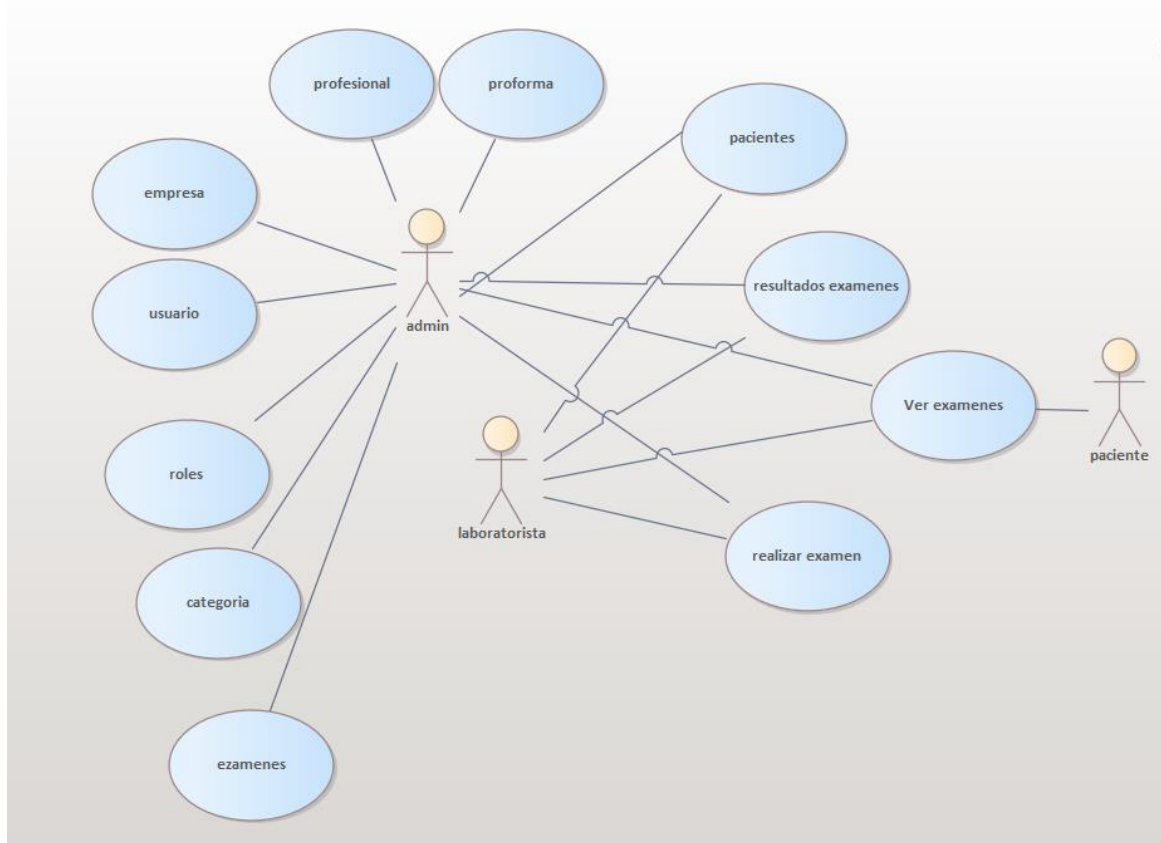 profesional
proforma
pacientes
empresa
usuario
admin
resultados examenes
Ver examenes
paciente
roles
laboratorista
realizar examen
categoria
ezamenes